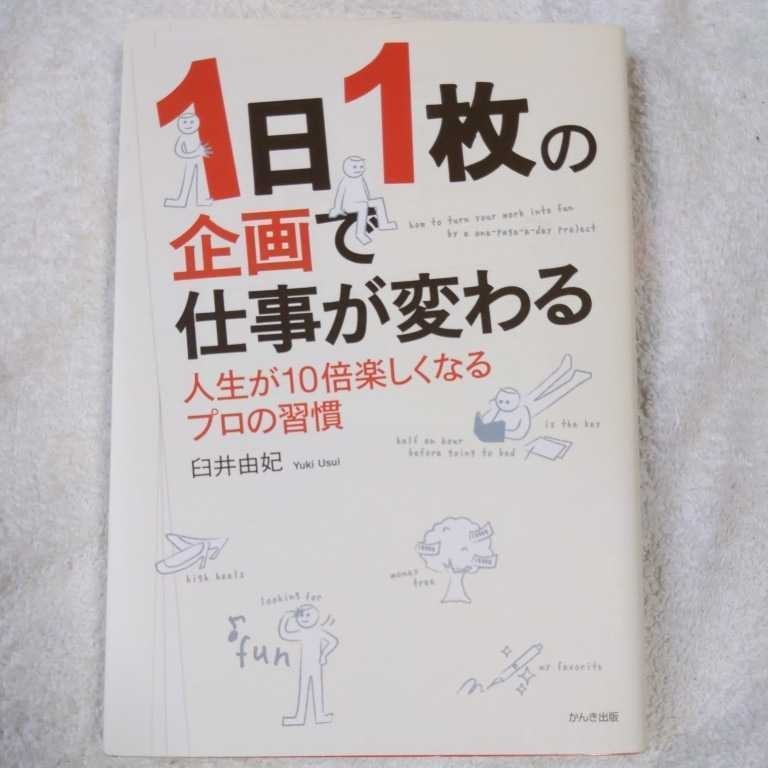 1日1枚の
企画で
how to turn your work into fun
by a one-page-a-day project
仕事が変わる
人生が10倍楽しくなる
プロの習慣
臼井由妃 Yuki Usui
half an hour
before going to bed
is the key
high heels
looking for
fun
money
tree
my favorite
かんき出版